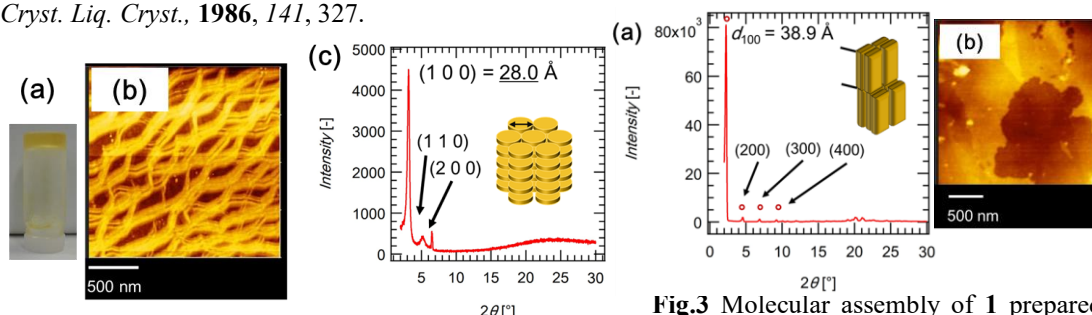 Cryst. Liq. Cryst., 1986, 141, 327.
(a)
(b)
500 nm
(c)
5000
4000
3000
2000
1000
0
Intensity [-]
(1 0 0) = 28.0 Å
(1 1 0)
(2 0 0)
5 10 15 20 25 30
2θ [°]
(a)
80x10³
60
40
20
0
Intensity [-]
d₁₀₀ = 38.9 Å
(200)
(300)
(400)
0 5 10 15 20 25 30
2θ [°]
(b)
500 nm
Fig.3 Molecular assembly of 1 prepared